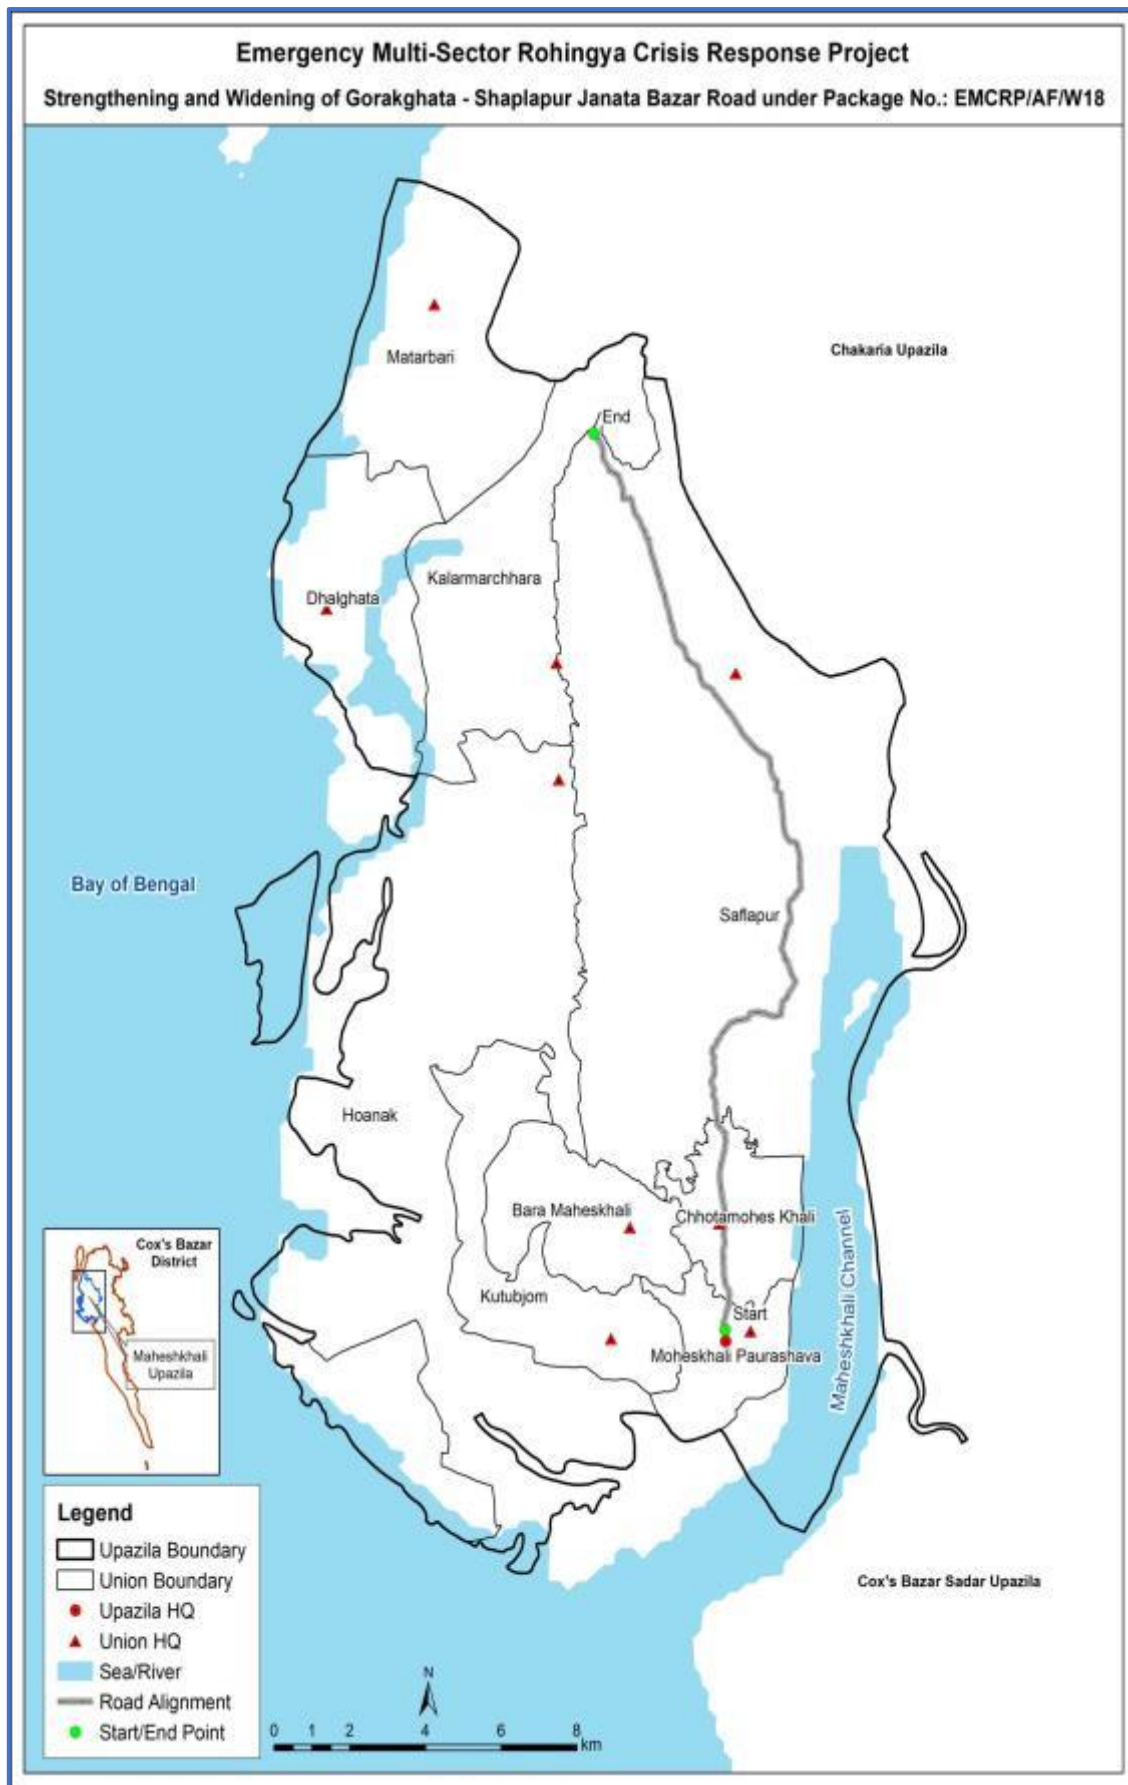 Emergency Multi-Sector Rohingya Crisis Response Project
Strengthening and Widening of Gorakghata - Shaplapur Janata Bazar Road under Package No.: EMCRP/AF/W18
Chakaria Upazila
Matarbari
End
Kalarmarchhara
Dhalghata
Bay of Bengal
Saflapur
Hoanak
Bara Maheskhali
Chhotamohes Khali
Kutubjom
Start
Moheskhali Paurashava
Maheshkhali Channel
Cox's Bazar
District
Maheshkhali
Upazila
Cox's Bazar Sadar Upazila
Legend
Upazila Boundary
Union Boundary
Upazila HQ
Union HQ
Sea/River
Road Alignment
Start/End Point
N
0 1 2 4 6 8
km